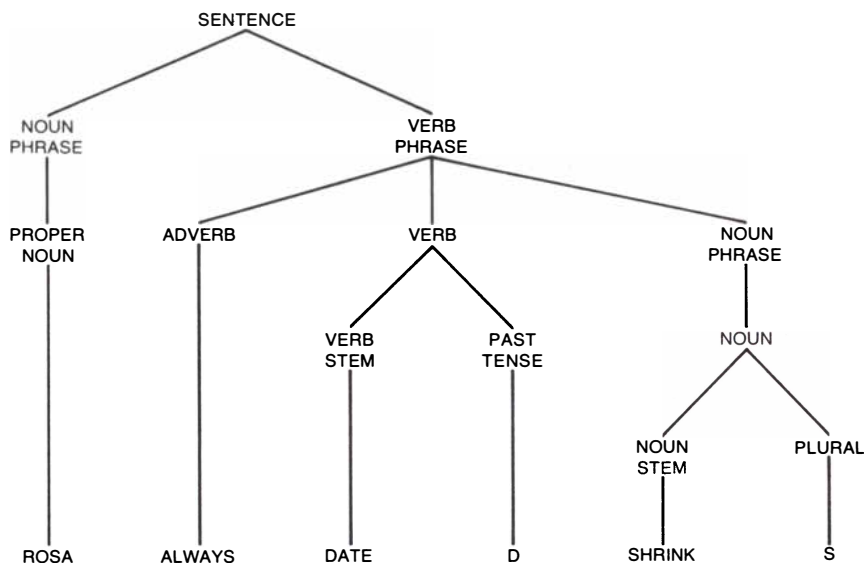 SENTENCE
NOUN
PHRASE
VERB
PHRASE
PROPER
NOUN
ADVERB
VERB
NOUN
PHRASE
VERB
STEM
PAST
TENSE
NOUN
NOUN
STEM
PLURAL
ROSA
ALWAYS
DATE
D
SHRINK
S